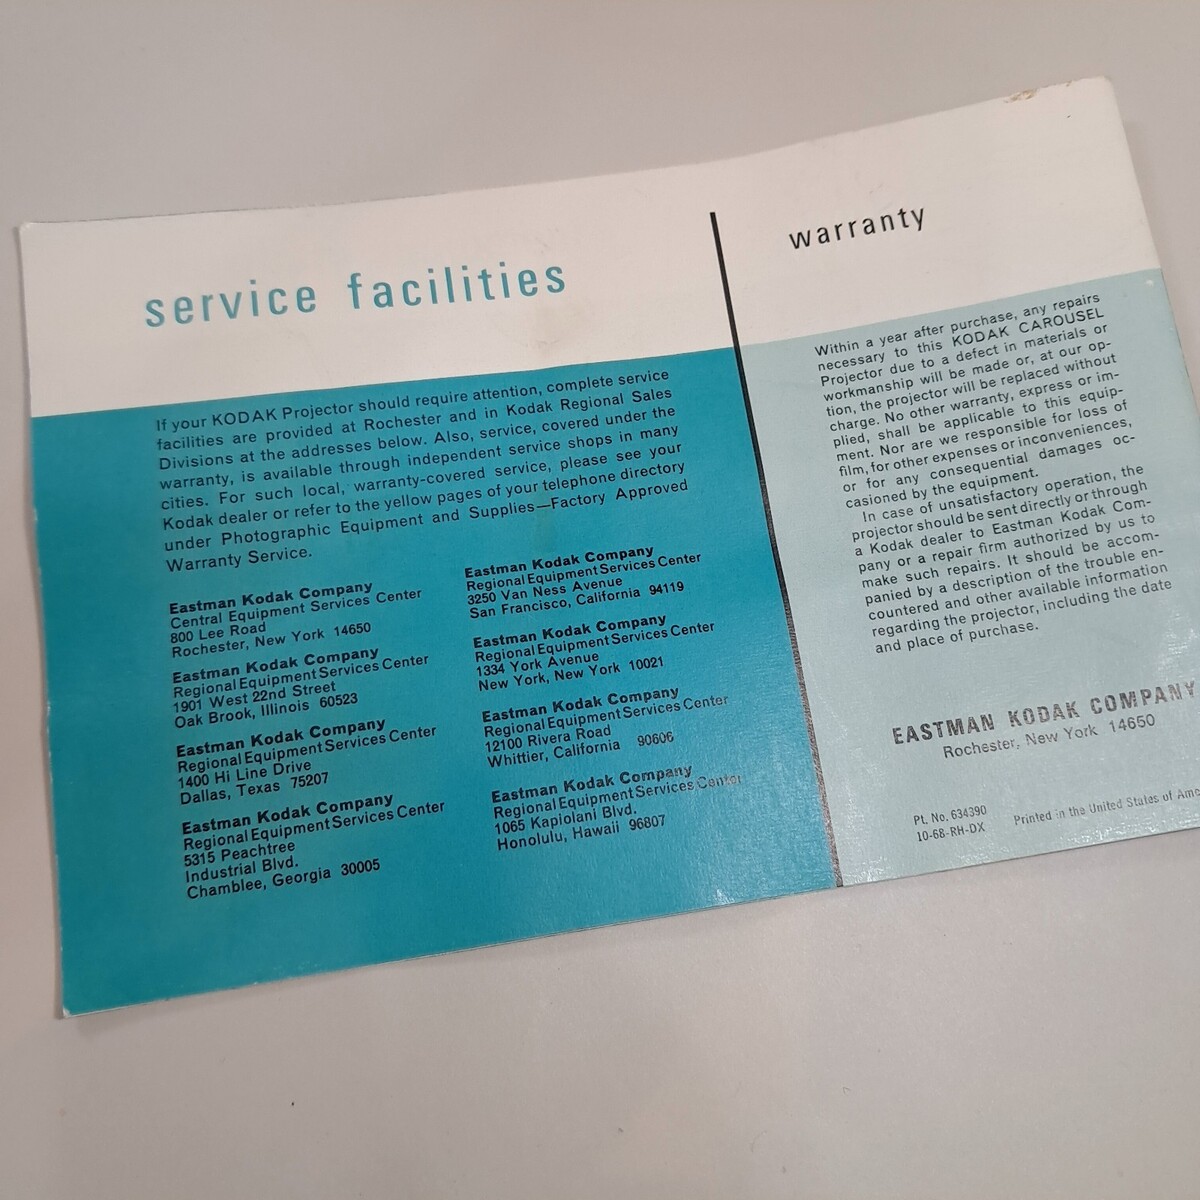 service facilities
If your KODAK Projector should require attention, complete service
facilities are provided at Rochester and in Kodak Regional Sales
Divisions at the addresses below. Also, service, covered under the
warranty, is available through independent service shops in many
cities. For such local, warranty-covered service, please see your
Kodak dealer or refer to the yellow pages of your telephone directory
under Photographic Equipment and Supplies—Factory Approved
Warranty Service.
Eastman Kodak Company
Central Equipment Services Center
800 Lee Road
Rochester, New York 14650
Eastman Kodak Company
Regional Equipment Services Center
1901 West 22nd Street
Oak Brook, Illinois 60523
Eastman Kodak Company
Regional Equipment Services Center
1400 Hi Line Drive
Dallas, Texas 75207
Eastman Kodak Company
Regional Equipment Services Center
5315 Peachtree
Industrial Blvd.
Chamblee, Georgia 30005
Eastman Kodak Company
Regional Equipment Services Center
3250 Van Ness Avenue
San Francisco, California 94119
Eastman Kodak Company
Regional Equipment Services Center
1334 York Avenue
New York, New York 10021
Eastman Kodak Company
Regional Equipment Services Center
12100 Rivera Road
Whittier, California 90606
Eastman Kodak Company
Regional Equipment Services Center
1065 Kapiolani Blvd.
Honolulu, Hawaii 96807
warranty
Within a year after purchase, any repairs
necessary to this KODAK CAROUSEL
Projector due to a defect in materials or
workmanship will be made or, at our op-
tion, the projector will be replaced without
charge. No other warranty, express or im-
plied, shall be applicable to this equip-
ment. Nor are we responsible for loss of
film, for other expenses or inconveniences,
or for any consequential damages oc-
casioned by the equipment.
In case of unsatisfactory operation, the
projector should be sent directly or through
a Kodak dealer to Eastman Kodak Com-
pany or a repair firm authorized by us to
make such repairs. It should be accom-
panied by a description of the trouble en-
countered and other available information
regarding the projector, including the date
and place of purchase.
EASTMAN KODAK COMPANY
Rochester, New York 14650
Pt. No. 634390
10-68-RH-DX
Printed in the United States of Ame